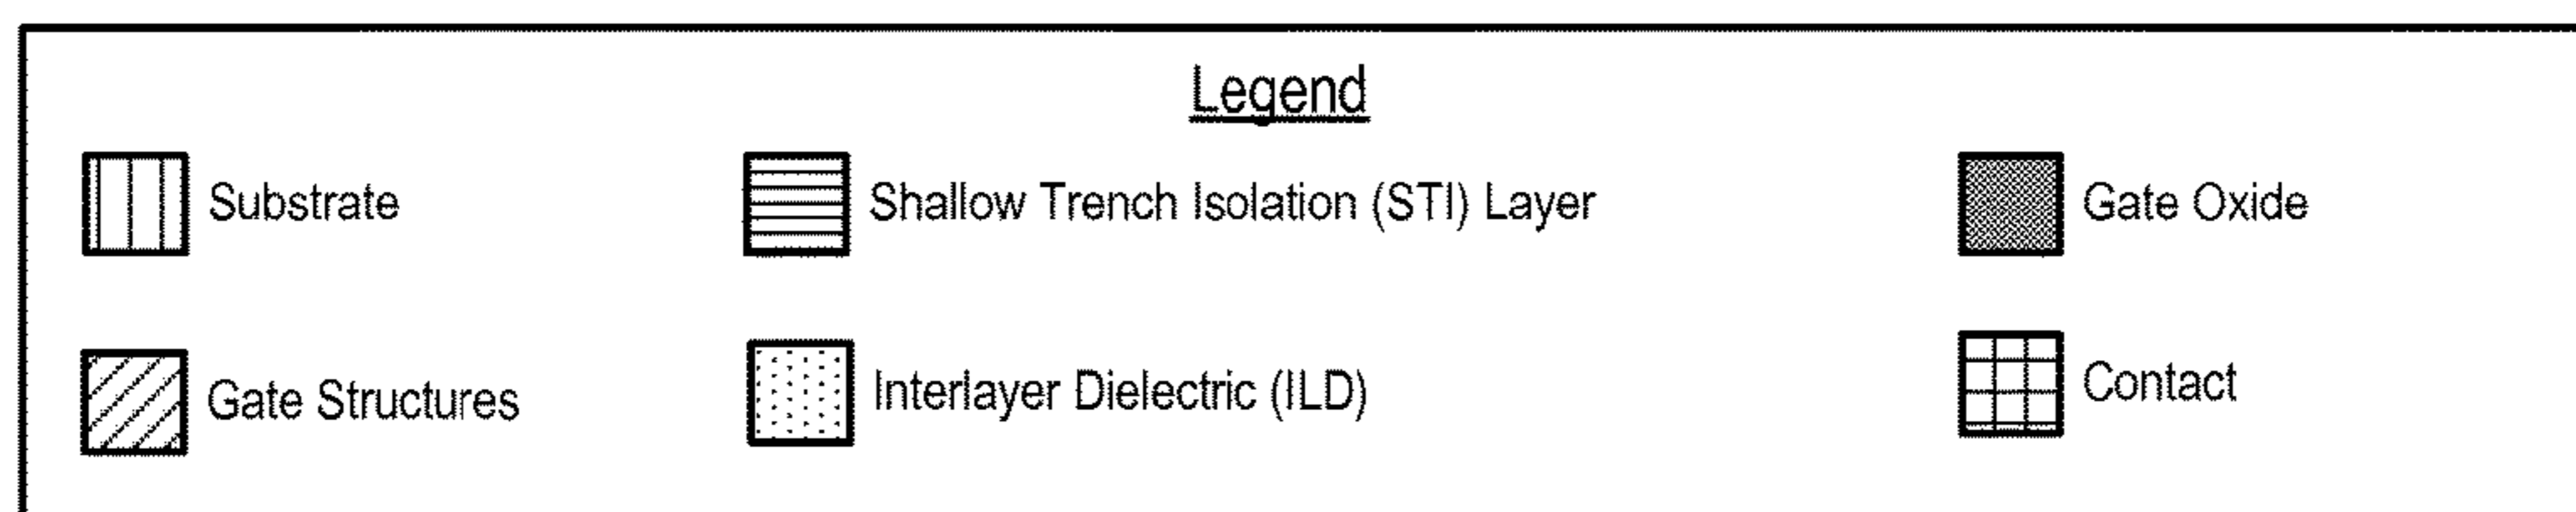 Legend
Substrate
Shallow Trench Isolation (STI) Layer
Gate Oxide
Gate Structures
Interlayer Dielectric (ILD)
Contact